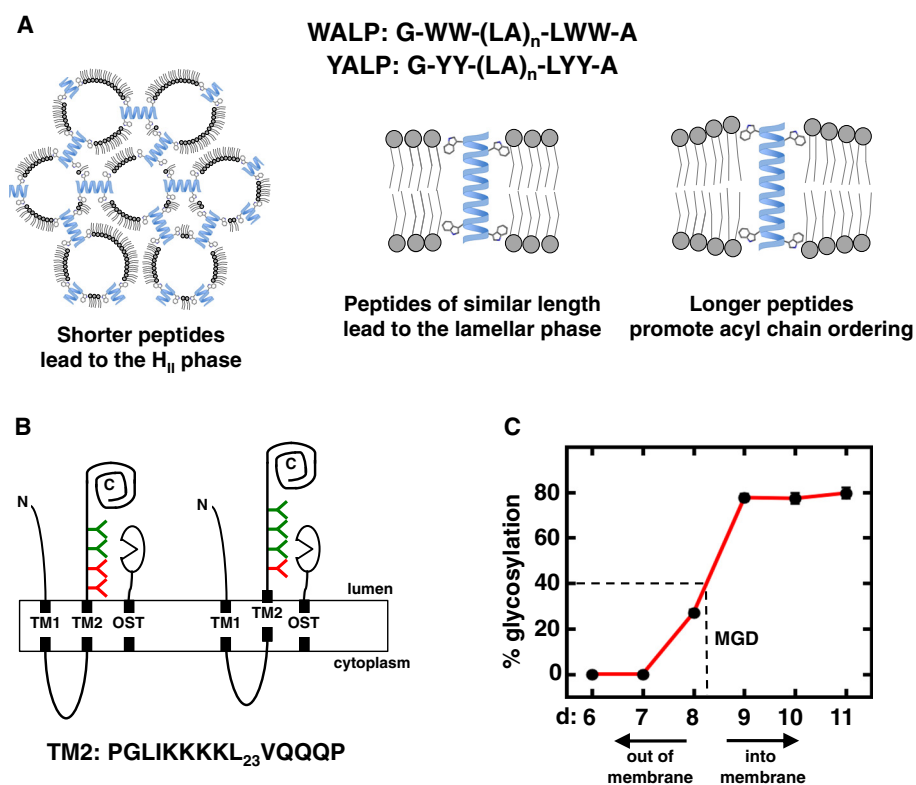 A
WALP: G-WW-(LA)n-LWW-A
YALP: G-YY-(LA)n-LYY-A
Shorter peptides
lead to the HII phase
Peptides of similar length
lead to the lamellar phase
Longer peptides
promote acyl chain ordering
B
N
C
N
C
lumen
TM1 TM2 OST
TM1 TM2 OST
cytoplasm
TM2: PGLIKKKKL23VQQQP
C
% glycosylation
80
60
40
20
0
MGD
d: 6 7 8 9 10 11
out of
membrane
into
membrane